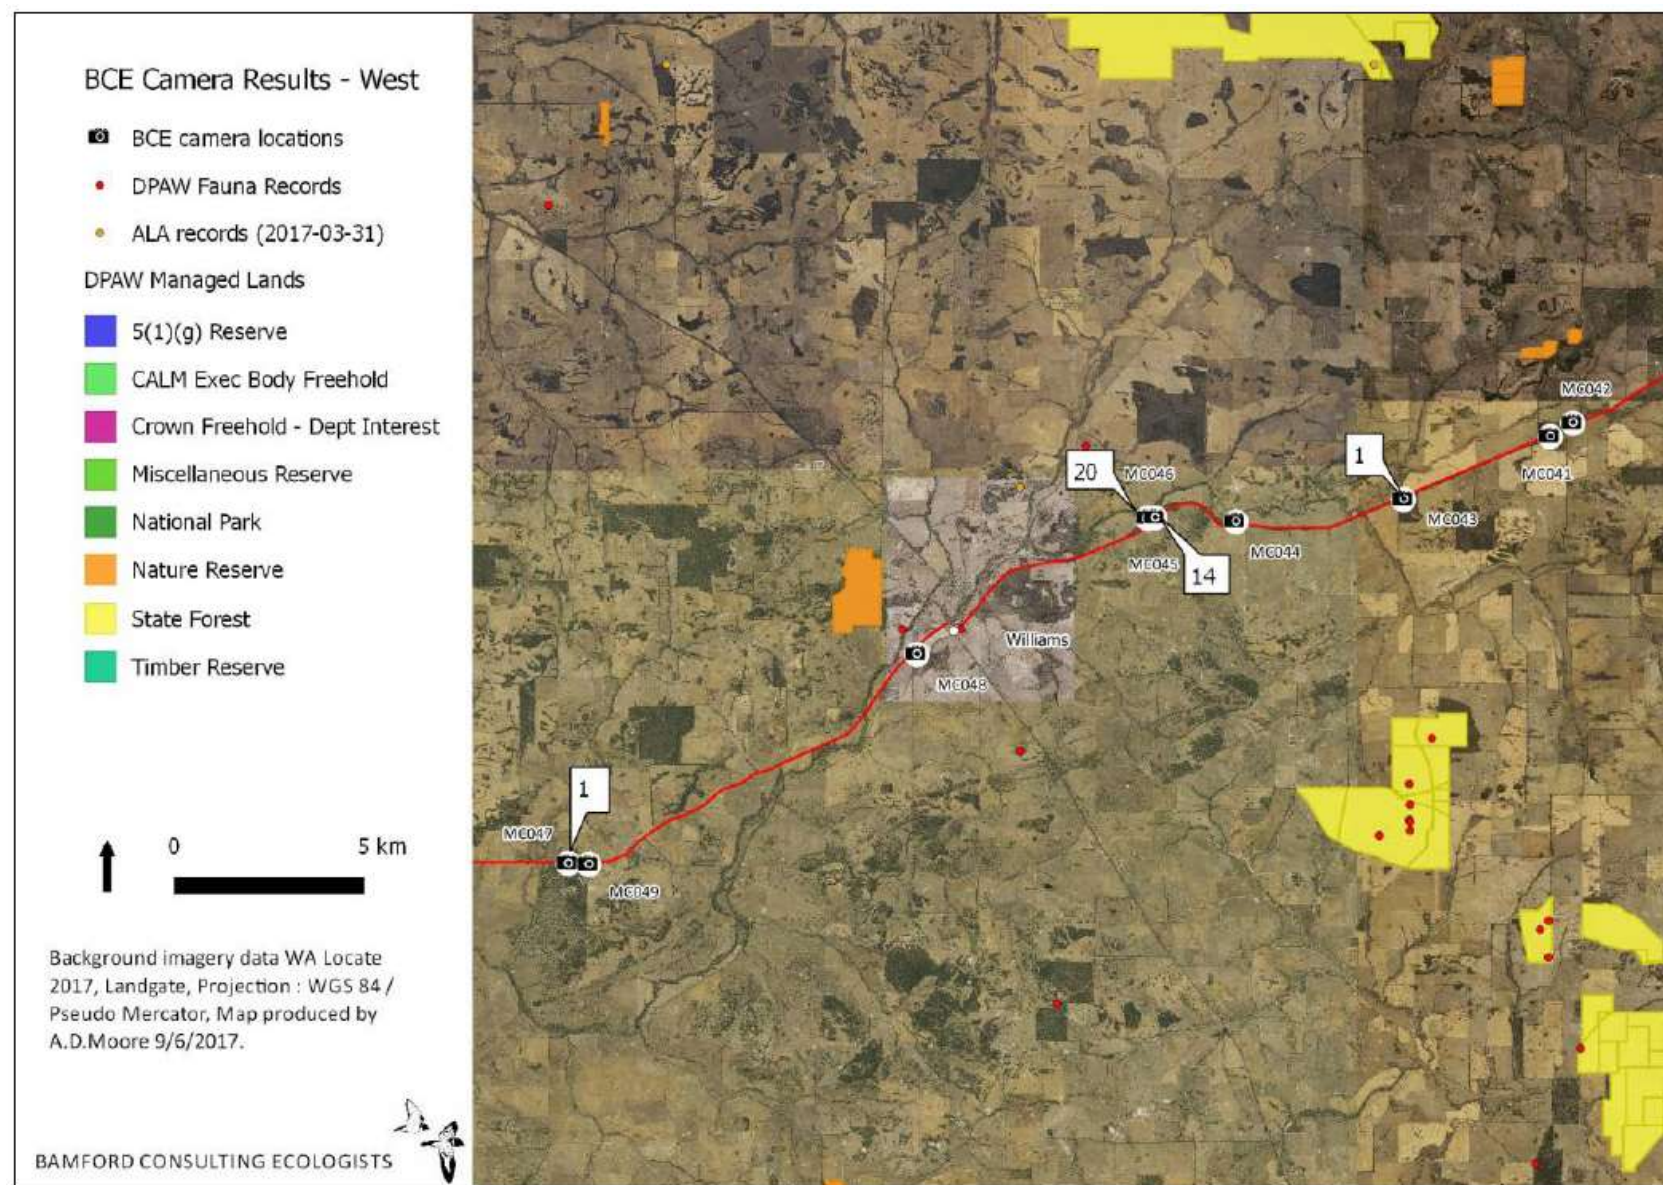 BCE Camera Results - West
BCE camera locations
DPAW Fauna Records
ALA records (2017-03-31)
DPAW Managed Lands
5(1)(g) Reserve
CALM Exec Body Freehold
Crown Freehold - Dept Interest
Miscellaneous Reserve
National Park
Nature Reserve
State Forest
Timber Reserve
0 5 km
Background imagery data WA Locate
2017, Landgate, Projection : WGS 84 /
Pseudo Mercator, Map produced by
A.D.Moore 9/6/2017.
BAMFORD CONSULTING ECOLOGISTS
MC042
1
20
MC046
MC041
MC043
MC044
MC045
14
Williams
MC048
1
MC047
MC049